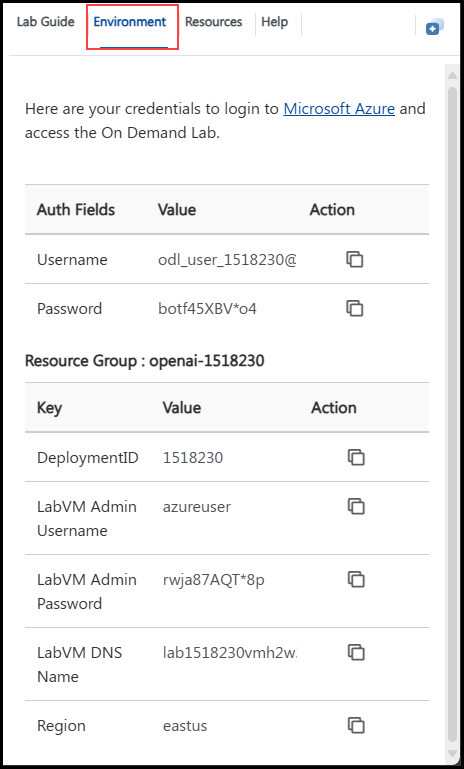 Lab Guide Environment Resources Help
Here are your credentials to login to Microsoft Azure and
access the On Demand Lab.
Auth Fields Value Action
Username odl_user_1518230@
Password botf45XBV*o4
Resource Group : openai-1518230
Key Value Action
DeploymentID 1518230
LabVM Admin azureuser
Username
LabVM Admin rwja87AQT*8p
Password
LabVM DNS lab1518230vmh2w
Name
Region eastus